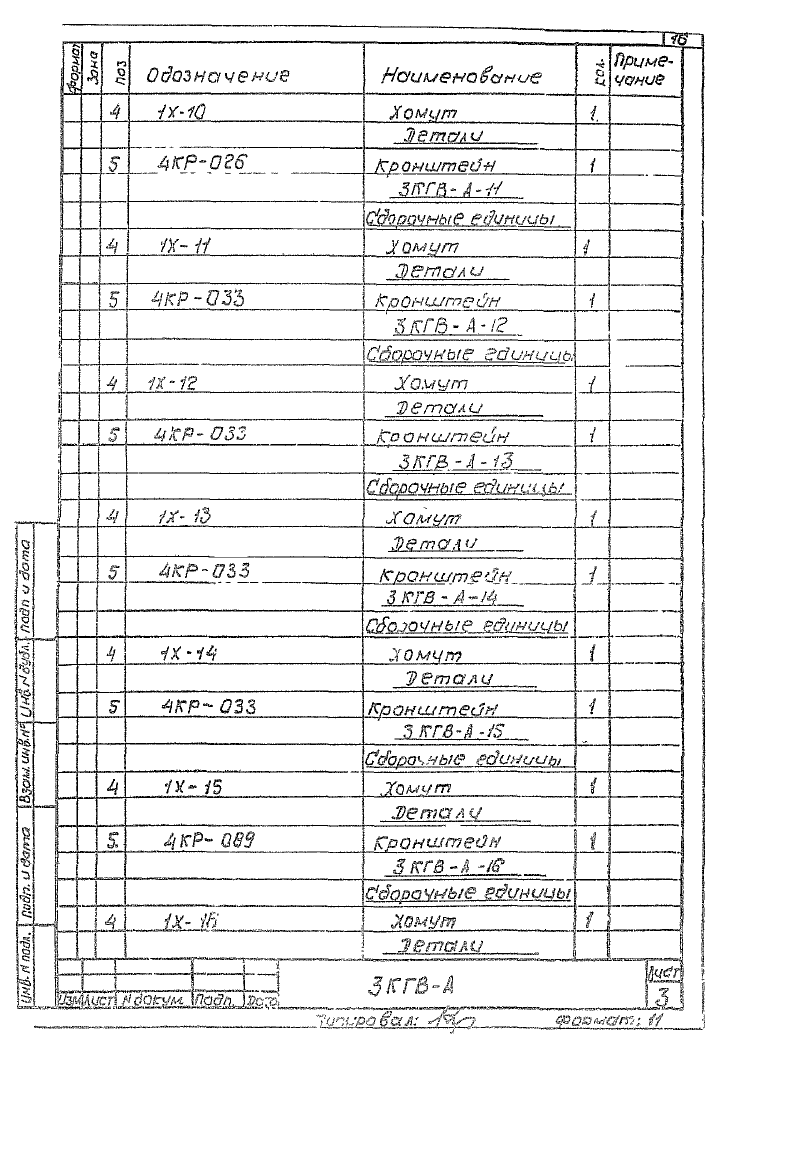 16
Формат Зона Поз Обозначение Наименование Кол. Приме-
чание
4 1Х-10 Хомут 1
Детали
5 4КР-026 Кронштейн 1
3КГВ-А-11
Сборочные единицы
4 1Х-11 Хомут 1
Детали
5 4КР-033 Кронштейн 1
3КГВ-А-12
Сборочные единицы
4 1Х-12 Хомут 1
Детали
5 4КР-033 Кронштейн 1
3КГВ-А-13
Сборочные единицы
4 1Х-13 Хомут 1
Детали
5 4КР-033 Кронштейн 1
3КГВ-А-14
Сборочные единицы
4 1Х-14 Хомут 1
Детали
5 4КР-033 Кронштейн 1
3КГВ-А-15
Сборочные единицы
4 1Х-15 Хомут 1
Детали
5 4КР-089 Кронштейн 1
3КГВ-А-16
Сборочные единицы
4 1Х-16 Хомут 1
Детали
Инв. N подл. Подп. и дата Взам. инв. № Инв. N дубл. Подп и дата
Изм Лист N докум. Подп. Дата
3КГВ-А
Лист
3
Формат: 11